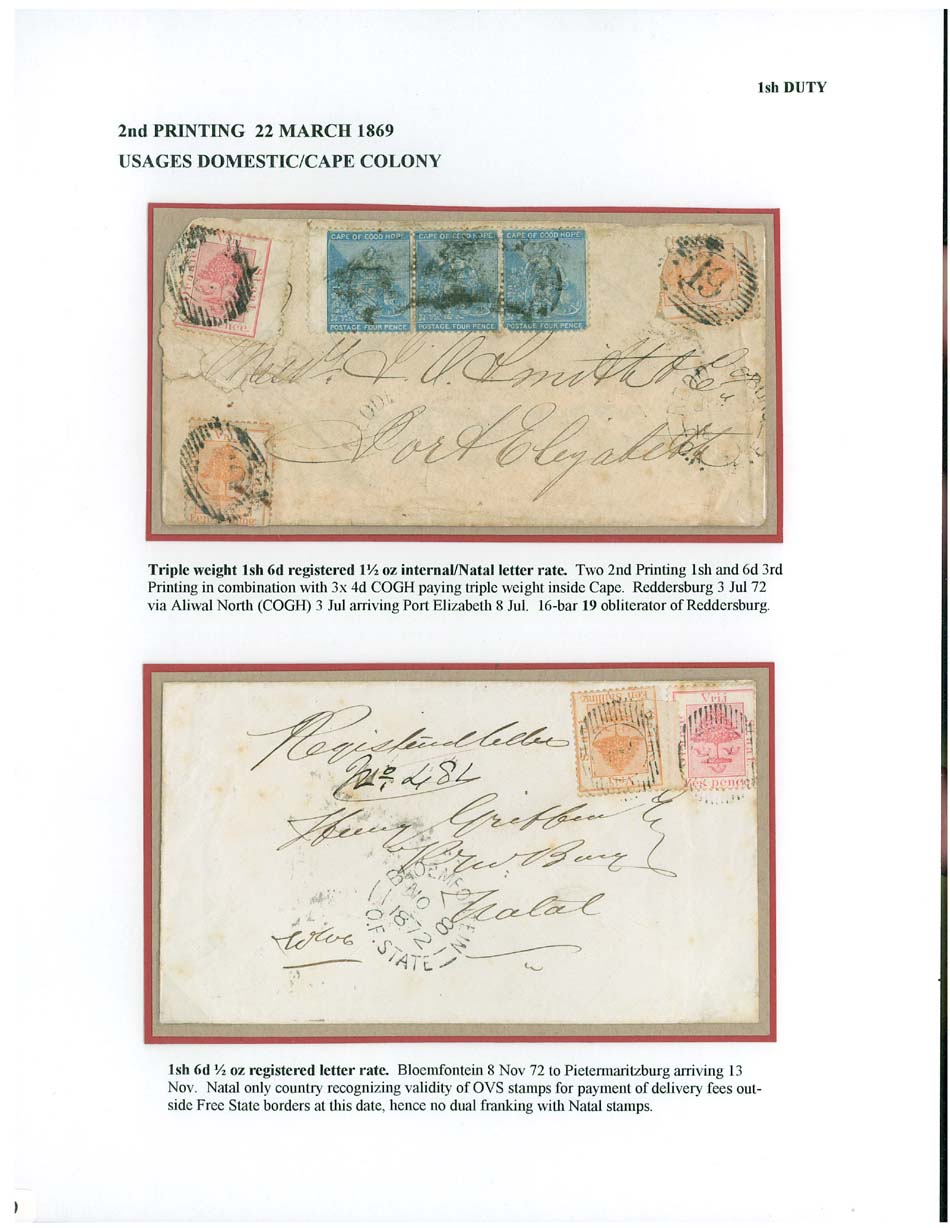 1sh DUTY
2nd PRINTING 22 MARCH 1869
USAGES DOMESTIC/CAPE COLONY
CAPE OF GOOD HOPE CAPE OF GOOD HOPE CAPE OF GOOD HOPE
POSTAGE FOUR PENCE POSTAGE FOUR PENCE POSTAGE FOUR PENCE
19
Smith & Co
Port Elizabeth
Triple weight 1sh 6d registered 1½ oz internal/Natal letter rate. Two 2nd Printing 1sh and 6d 3rd
Printing in combination with 3x 4d COGH paying triple weight inside Cape. Reddersburg 3 Jul 72
via Aliwal North (COGH) 3 Jul arriving Port Elizabeth 8 Jul. 16-bar 19 obliterator of Reddersburg.
Een Shilling
Vrij
Zes pence
Registered letter
No. 481
Henry Griffin
Natal
BLOEMFONTEIN
NO 8
1872
O.F. STATE
1sh 6d ½ oz registered letter rate. Bloemfontein 8 Nov 72 to Pietermaritzburg arriving 13
Nov. Natal only country recognizing validity of OVS stamps for payment of delivery fees out-
side Free State borders at this date, hence no dual franking with Natal stamps.